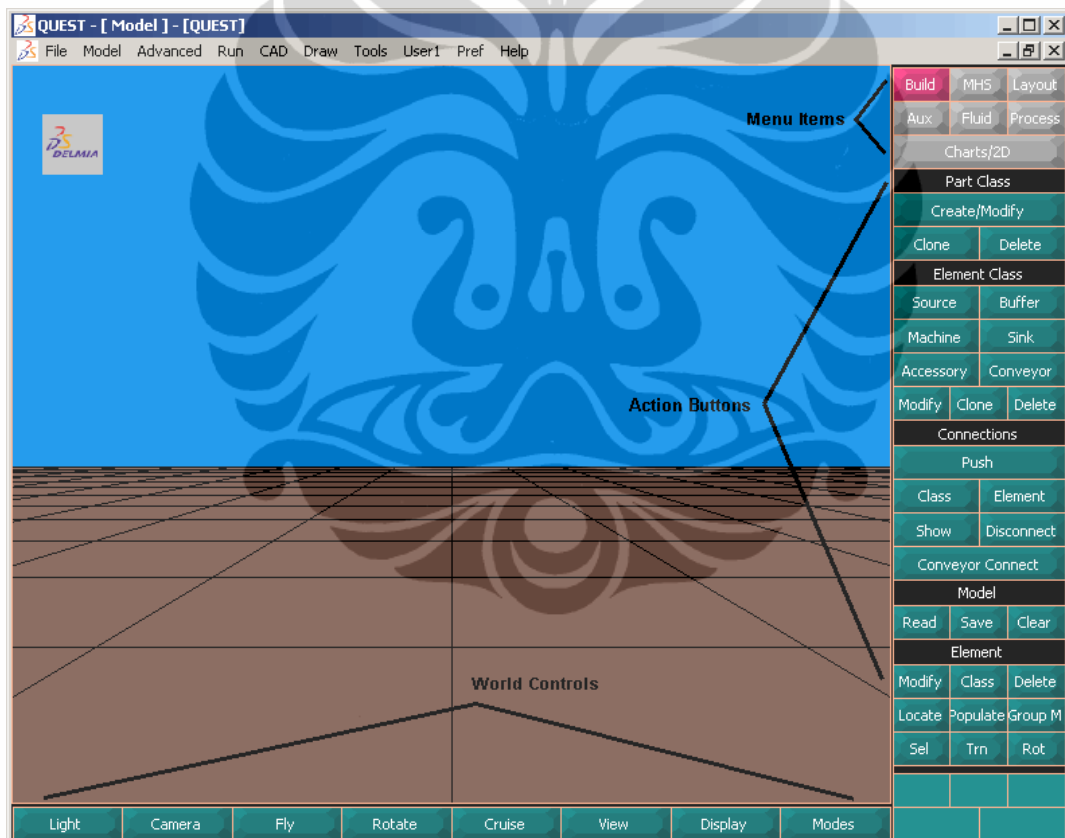 QUEST - [ Model ] - [QUEST]
File Model Advanced Run CAD Draw Tools User1 Pref Help
DELMIA
Menu Items
Action Buttons
World Controls
Build MHS Layout
Aux Fluid Process
Charts/2D
Part Class
Create/Modify
Clone Delete
Element Class
Source Buffer
Machine Sink
Accessory Conveyor
Modify Clone Delete
Connections
Push
Class Element
Show Disconnect
Conveyor Connect
Model
Read Save Clear
Element
Modify Class Delete
Locate Populate Group M
Sel Trn Rot
Light Camera Fly Rotate Cruise View Display Modes